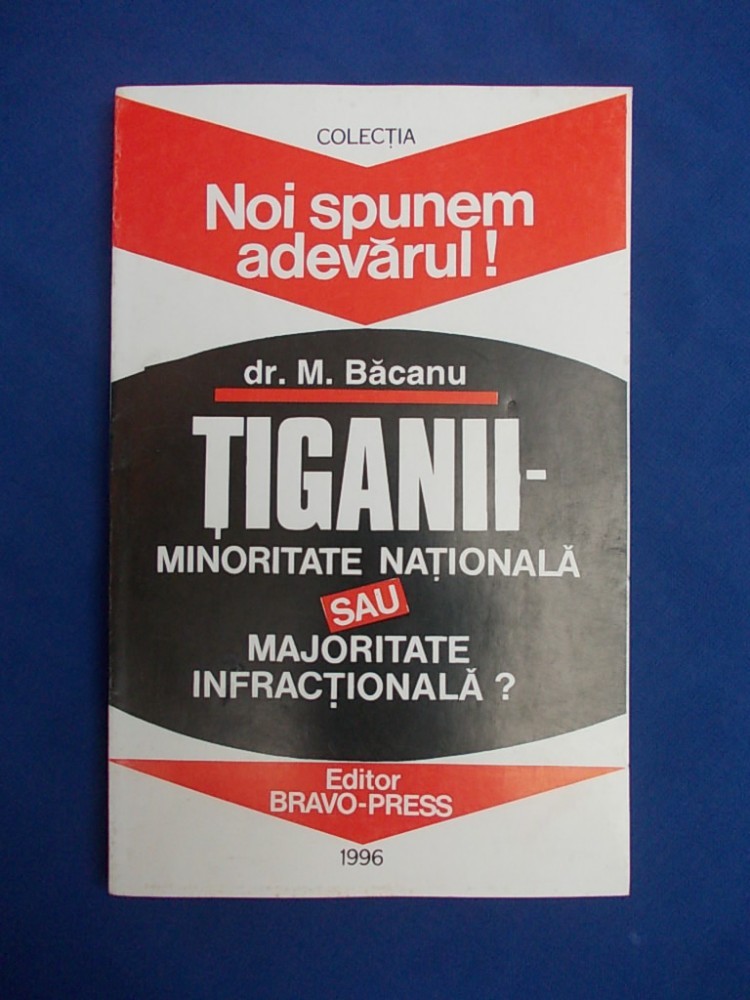 COLECȚIA
Noi spunem
adevărul!
dr. M. Băcanu
ȚIGANII-
MINORITATE NAȚIONALĂ
SAU
MAJORITATE
INFRACȚIONALĂ ?
Editor
BRAVO-PRESS
1996